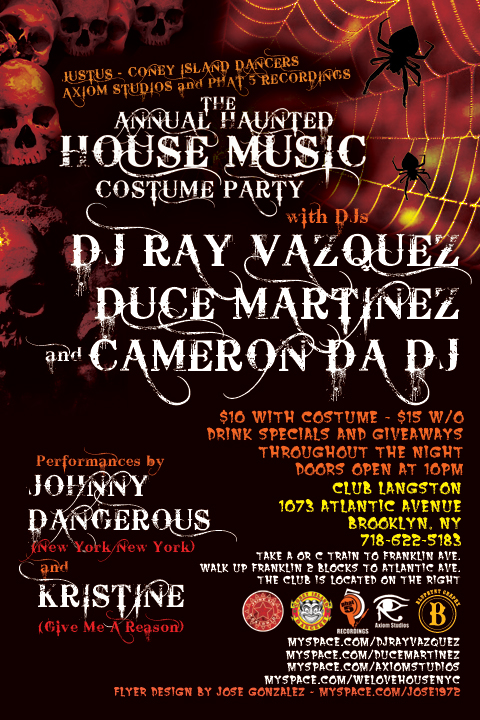 JUSTUS - CONEY ISLAND DANCERS
AXIOM STUDIOS and PHAT 5 RECORDINGS
THE
ANNUAL HAUNTED
HOUSE MUSIC
COSTUME PARTY
with DJs
DJ RAY VAZQUEZ
DUCE MARTINEZ
and CAMERON DA DJ
$10 WITH COSTUME - $15 W/O
DRINK SPECIALS AND GIVEAWAYS
THROUGHOUT THE NIGHT
DOORS OPEN AT 10PM
Performances by
JOHNNY
DANGEROUS
(New York New York)
and
KRISTINE
(Give Me A Reason)
CLUB LANGSTON
1073 ATLANTIC AVENUE
BROOKLYN, NY
718-622-5183
TAKE A OR C TRAIN TO FRANKLIN AVE.
WALK UP FRANKLIN 2 BLOCKS TO ATLANTIC AVE.
THE CLUB IS LOCATED ON THE RIGHT
RECORDINGS
Axiom Studios
B
MYSPACE.COM/DJRAYVAZQUEZ
MYSPACE.COM/DUCEMARTINEZ
MYSPACE.COM/AXIOMSTUDIOS
MYSPACE.COM/WELOVEHOUSENYC
FLYER DESIGN BY JOSE GONZALEZ - MYSPACE.COM/JOSE1972